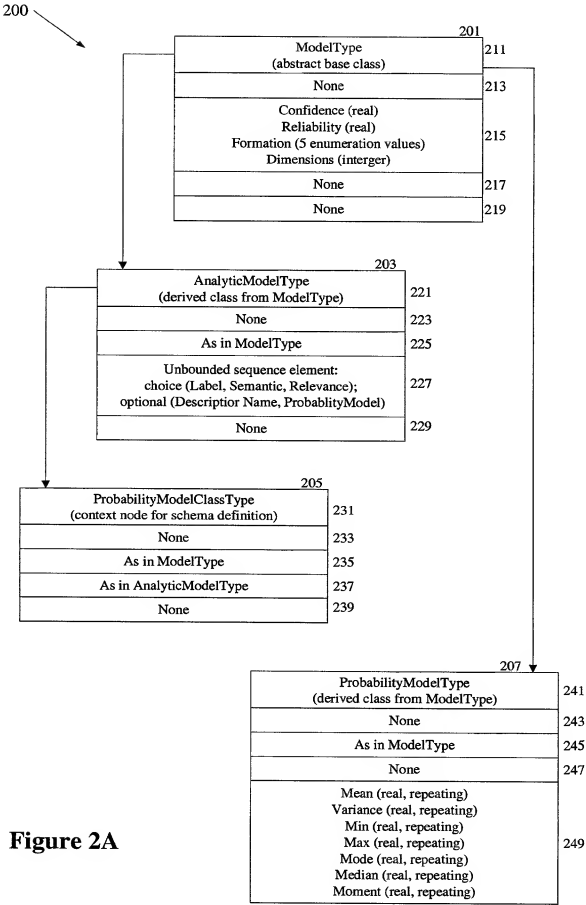 200
201
ModelType
(abstract base class)
211
None
213
Confidence (real)
Reliability (real)
Formation (5 enumeration values)
Dimensions (interger)
215
None
217
None
219
203
AnalyticModelType
(derived class from ModelType)
221
None
223
As in ModelType
225
Unbounded sequence element:
choice (Label, Semantic, Relevance);
optional (Descriptior Name, ProbablityModel)
227
None
229
205
ProbabilityModelClassType
(context node for schema definition)
231
None
233
As in ModelType
235
As in AnalyticModelType
237
None
239
207
ProbabilityModelType
(derived class from ModelType)
241
None
243
As in ModelType
245
None
247
Mean (real, repeating)
Variance (real, repeating)
Min (real, repeating)
Max (real, repeating)
Mode (real, repeating)
Median (real, repeating)
Moment (real, repeating)
249
Figure 2A